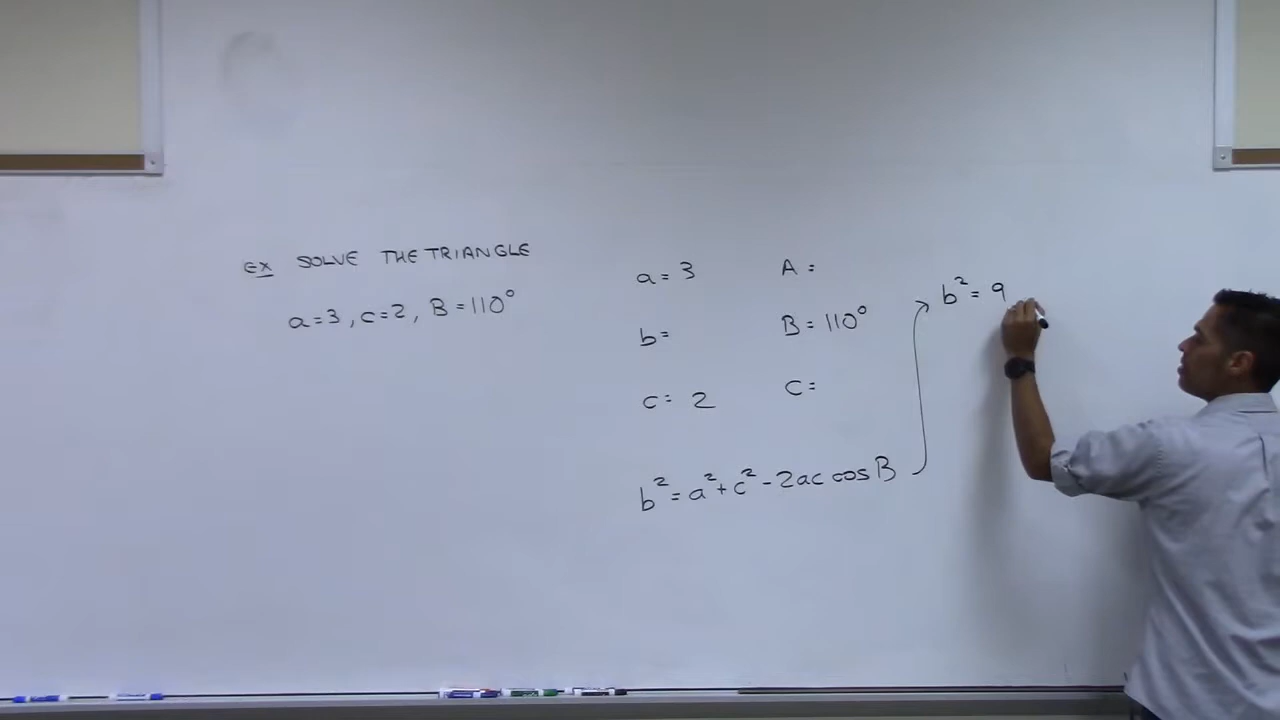 EX SOLVE THE TRIANGLE
a=3, c=2, B=110°
a=3 A=
b= B=110°
c=2 C=
b²=a²+c²-2ac cos B
b²=9